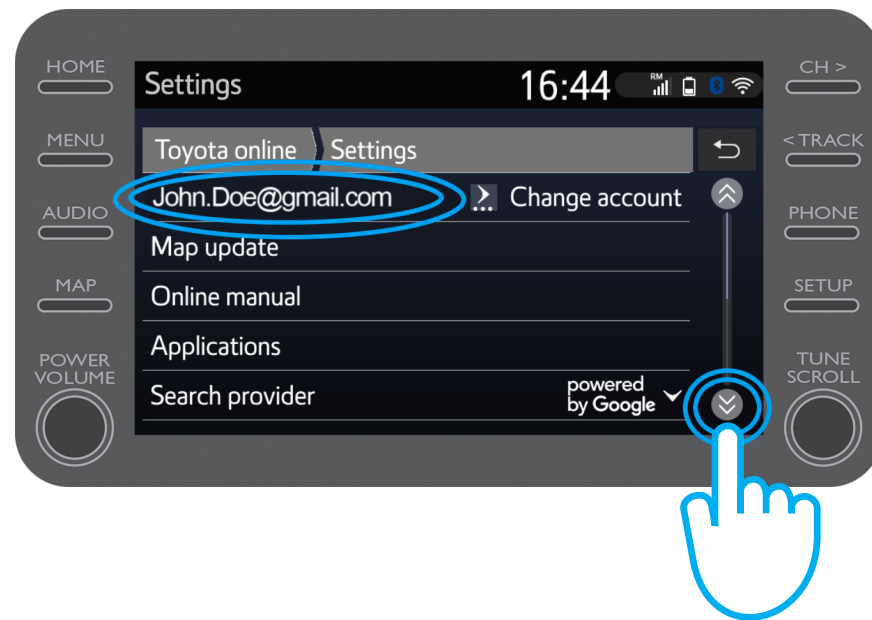 HOME
MENU
AUDIO
MAP
POWER
VOLUME
Settings 16:44 RM
Toyota online Settings
John.Doe@gmail.com Change account
Map update
Online manual
Applications
Search provider powered
by Google
CH >
< TRACK
PHONE
SETUP
TUNE
SCROLL